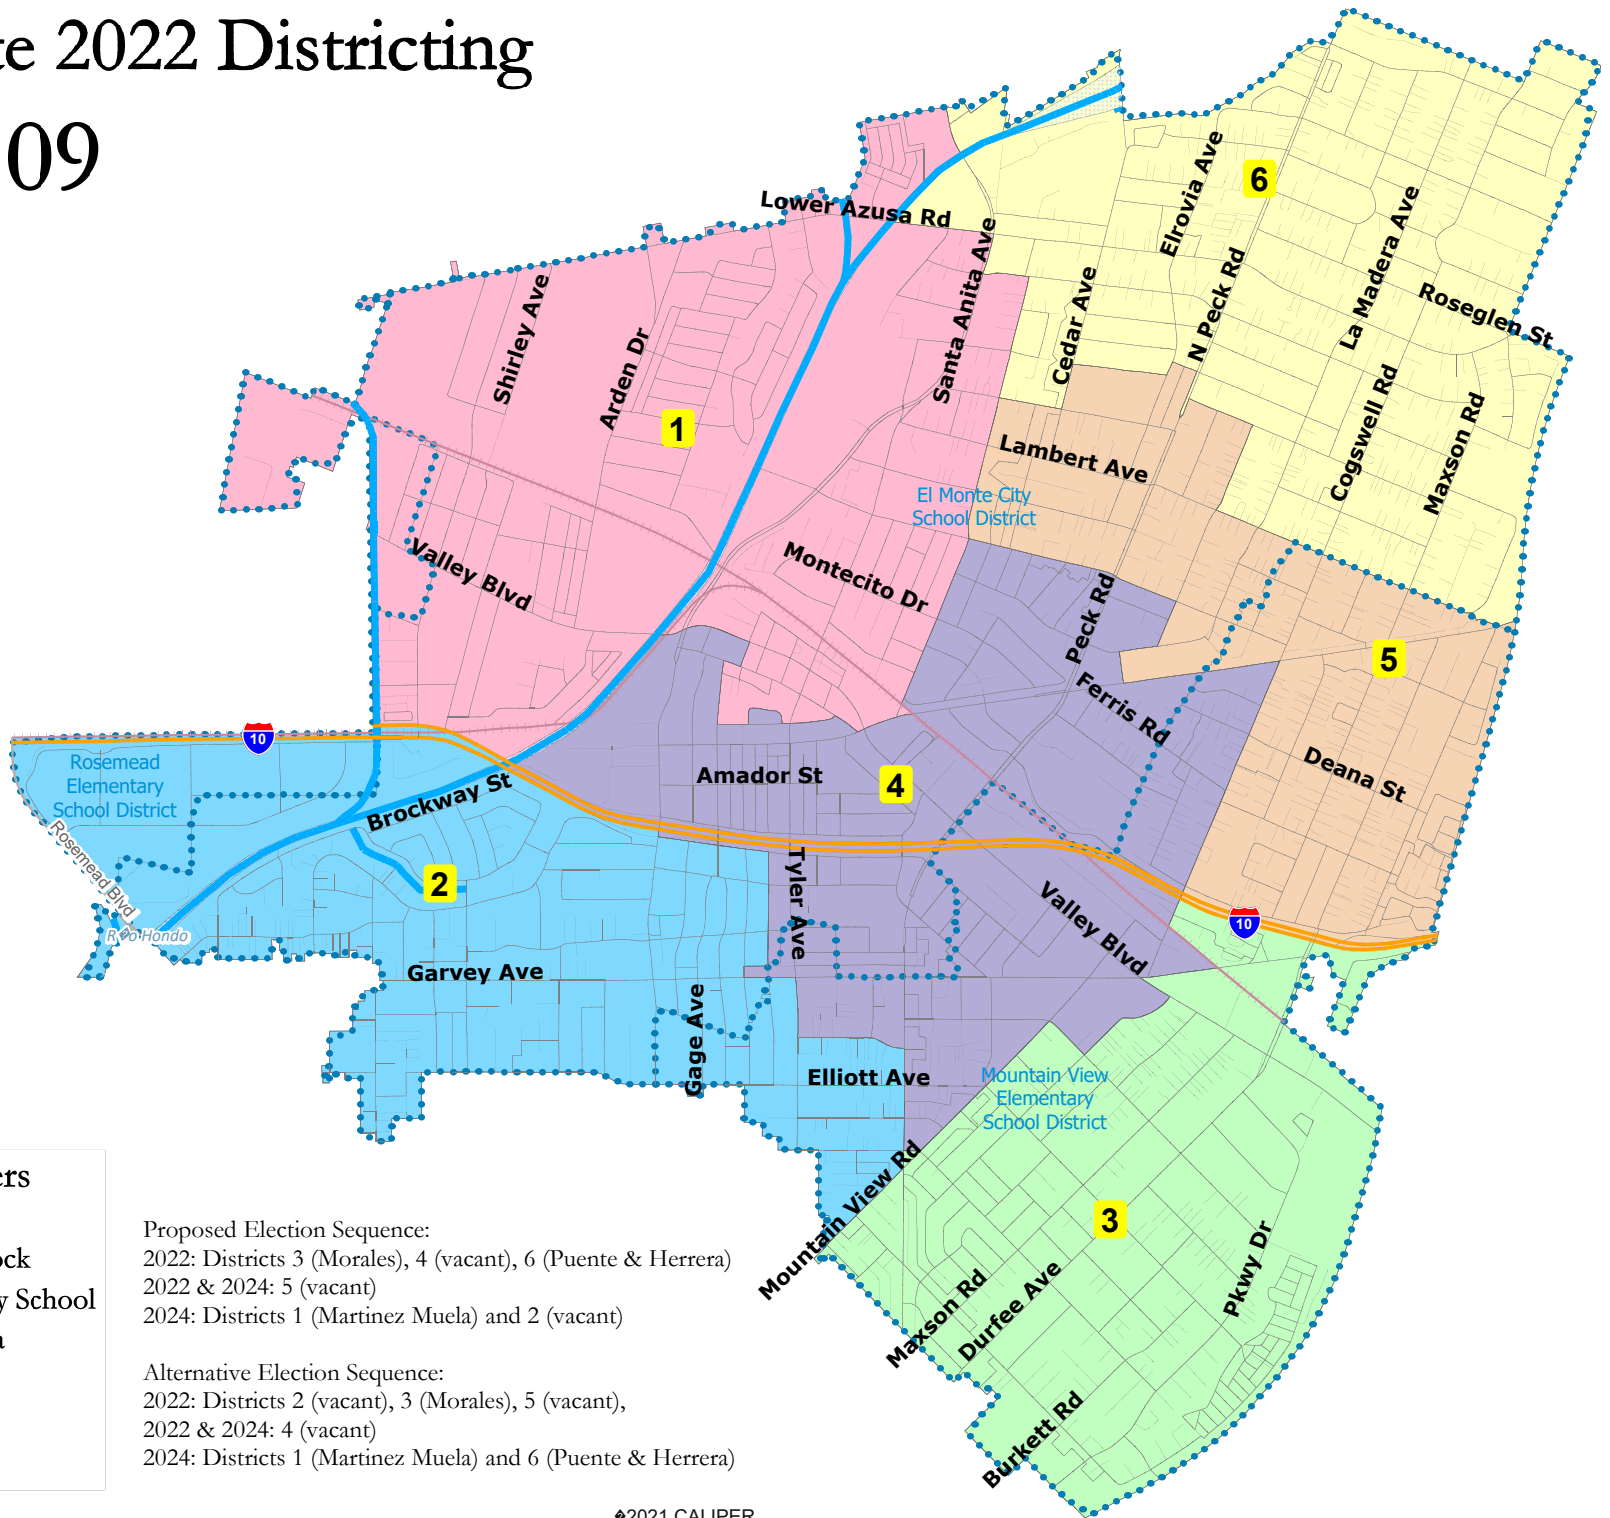 te 2022 Districting
09
6
Elrovia Ave
Lower Azusa Rd
La Madera Ave
Santa Anita Ave
N Peck Rd
Cedar Ave
Roseglen St
Shirley Ave
Arden Dr
1
Cogswell Rd
Maxson Rd
Lambert Ave
El Monte City
School District
Valley Blvd
Montecito Dr
Peck Rd
5
Ferris Rd
10
Rosemead
Elementary
School District
Amador St
4
Deana St
Brockway St
Rosemead Blvd
2
Tyler Ave
Valley Blvd
10
R�o Hondo
Garvey Ave
Gage Ave
Elliott Ave
Mountain View
Elementary
School District
Mountain View Rd
3
Pkwy Dr
Maxson Rd
Durfee Ave
Burkett Rd
ers
ock
y School
a
Proposed Election Sequence:
2022: Districts 3 (Morales), 4 (vacant), 6 (Puente & Herrera)
2022 & 2024: 5 (vacant)
2024: Districts 1 (Martinez Muela) and 2 (vacant)
Alternative Election Sequence:
2022: Districts 2 (vacant), 3 (Morales), 5 (vacant),
2022 & 2024: 4 (vacant)
2024: Districts 1 (Martinez Muela) and 6 (Puente & Herrera)
�2021 CALIPER